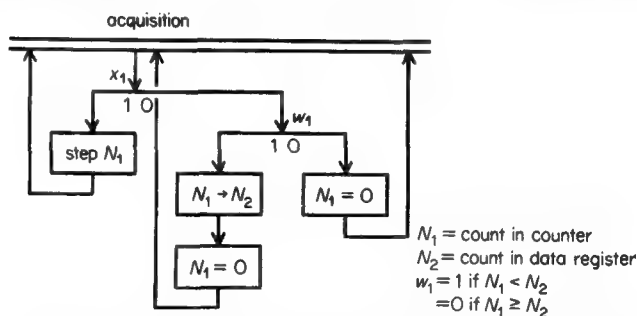 acquisition
x₁
1 0
w₁
1 0
step N₁
N₁ → N₂
N₁ = 0
N₁ = 0
N₁ = count in counter
N₂ = count in data register
w₁ = 1 if N₁ < N₂
= 0 if N₁ ≥ N₂